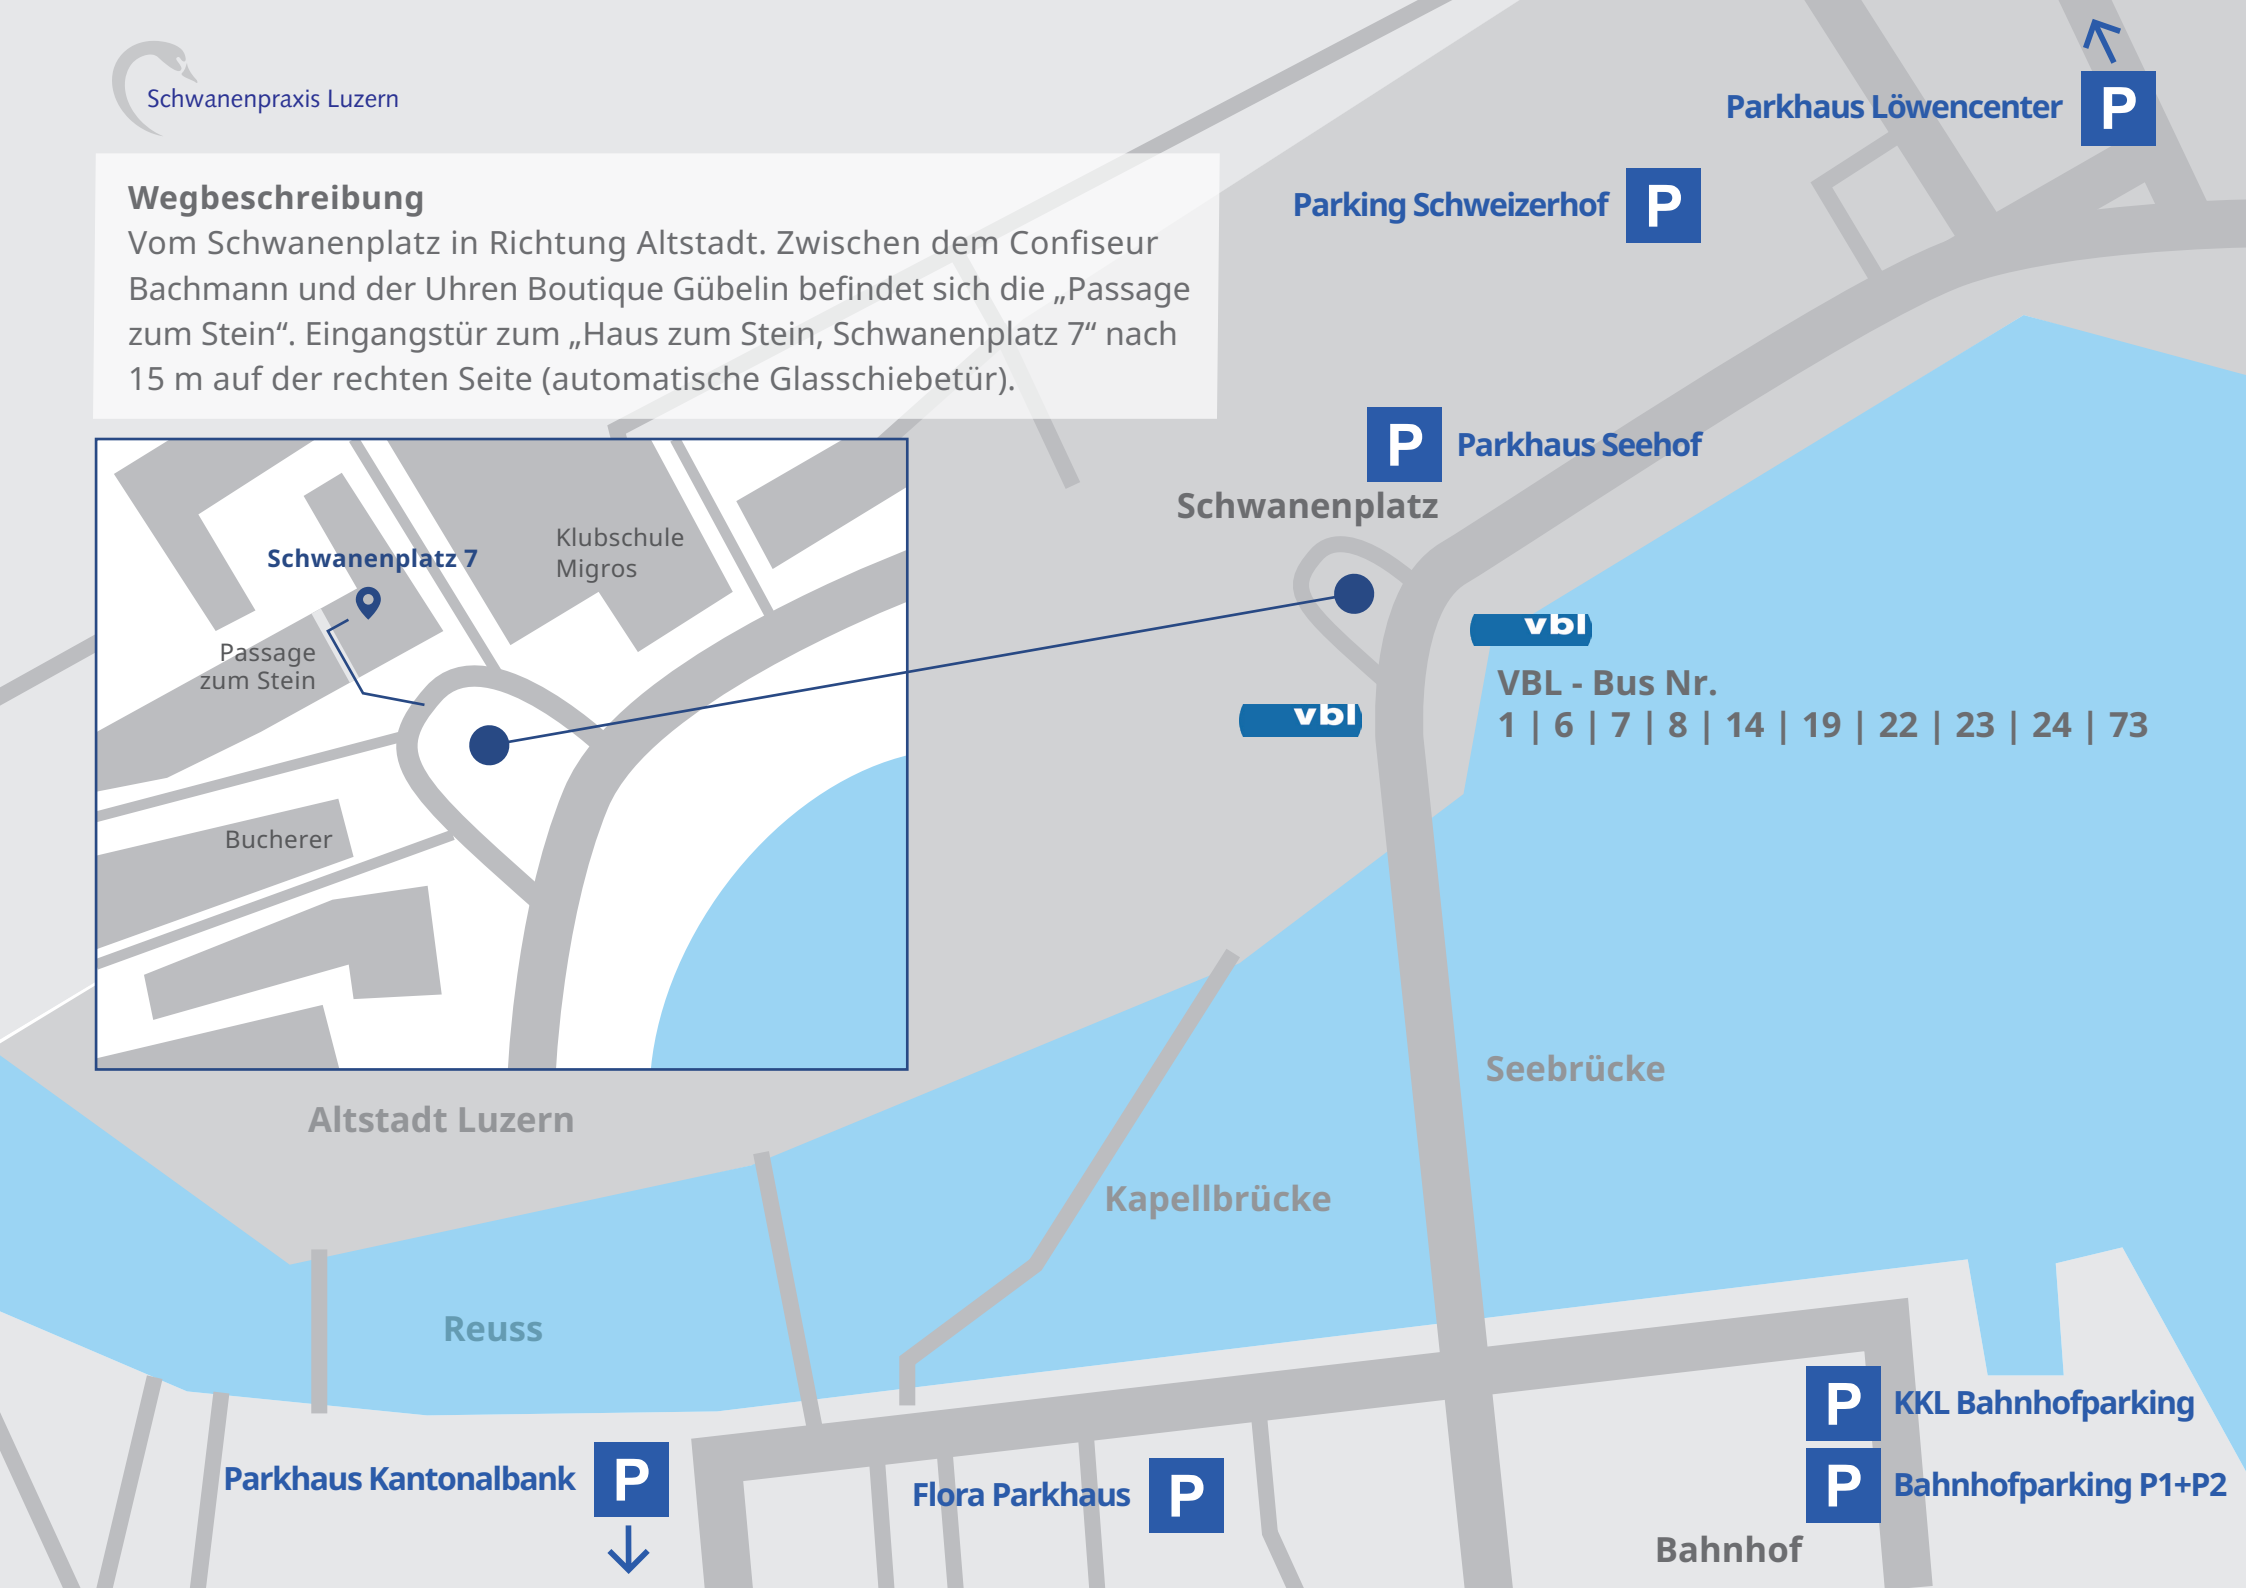 Schwanenpraxis Luzern
Wegbeschreibung
Vom Schwanenplatz in Richtung Altstadt. Zwischen dem Confiseur
Bachmann und der Uhren Boutique Gübelin befindet sich die „Passage
zum Stein“. Eingangstür zum „Haus zum Stein, Schwanenplatz 7“ nach
15 m auf der rechten Seite (automatische Glasschiebetür).
Parkhaus Löwencenter
P
Parking Schweizerhof
P
P
Parkhaus Seehof
Schwanenplatz
Klubschule
Migros
Schwanenplatz 7
Passage
zum Stein
Bucherer
vbl
vbl
VBL - Bus Nr.
1 | 6 | 7 | 8 | 14 | 19 | 22 | 23 | 24 | 73
Seebrücke
Altstadt Luzern
Kapellbrücke
Reuss
P
KKL Bahnhofparking
Parkhaus Kantonalbank
P
Flora Parkhaus
P
P
Bahnhofparking P1+P2
Bahnhof